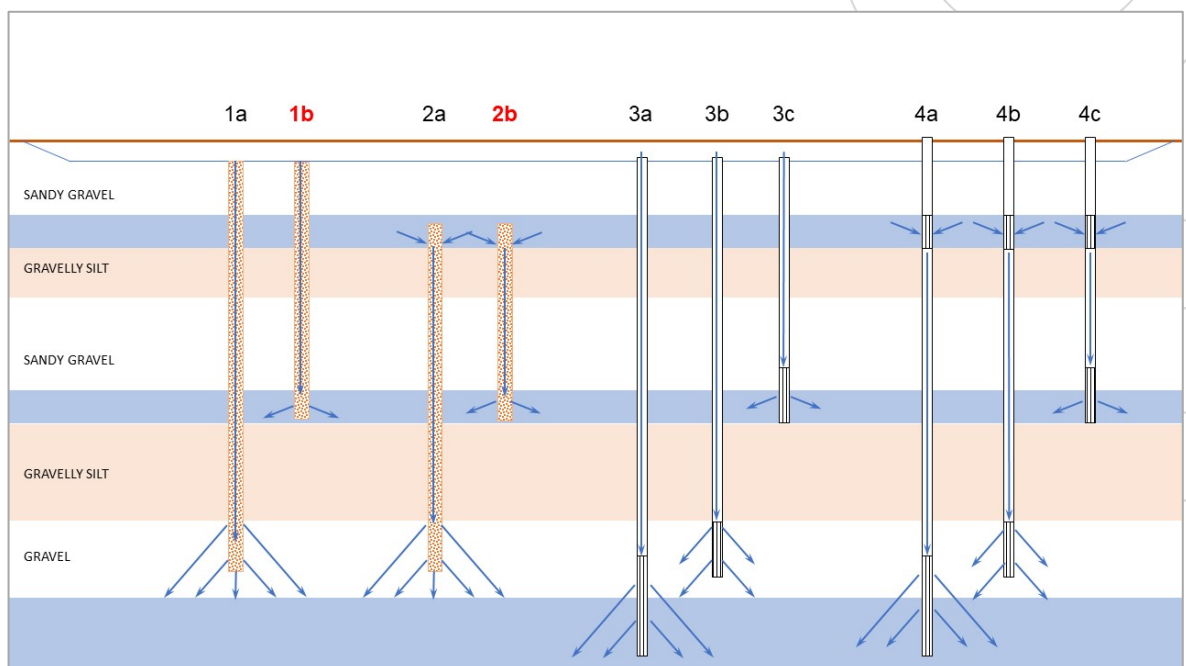 1a 1b 2a 2b 3a 3b 3c 4a 4b 4c
SANDY GRAVEL
GRAVELLY SILT
SANDY GRAVEL
GRAVELLY SILT
GRAVEL